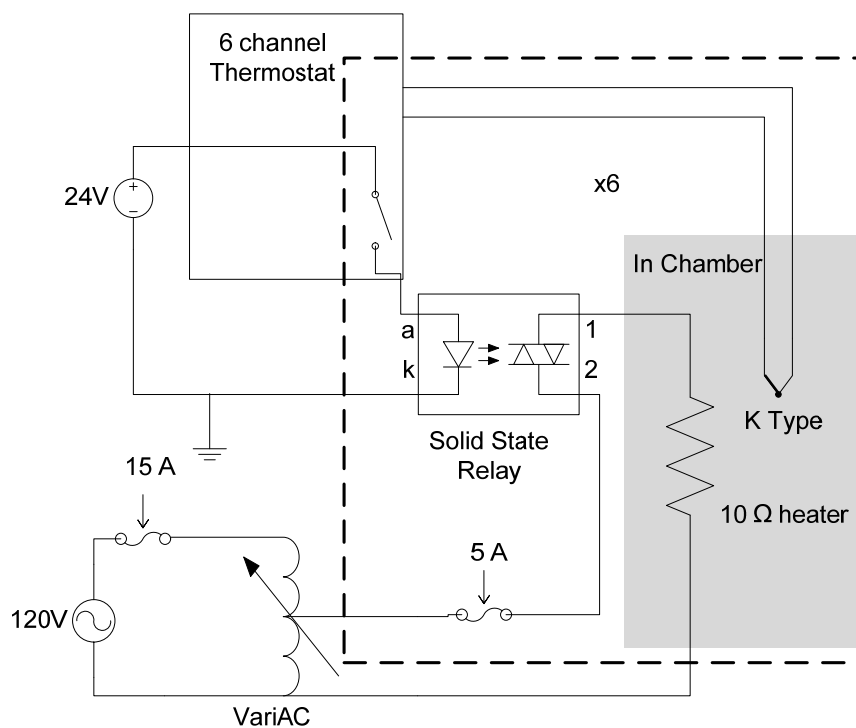 6 channel
Thermostat
24V
+
−
x6
In Chamber
a
k
1
2
K Type
Solid State
Relay
15 A
10 Ω heater
5 A
120V
VariAC